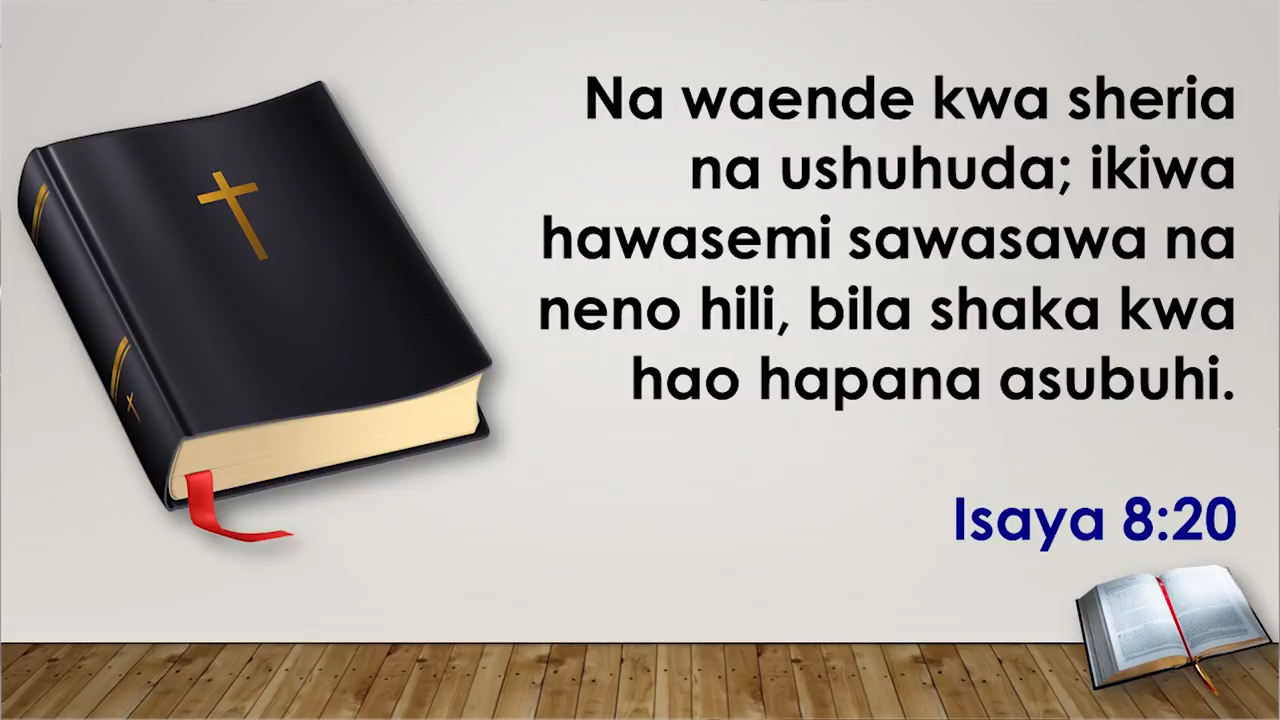 Na waende kwa sheria
na ushuhuda; ikiwa
hawasemi sawasawa na
neno hili, bila shaka kwa
hao hapana asubuhi.
Isaya 8:20